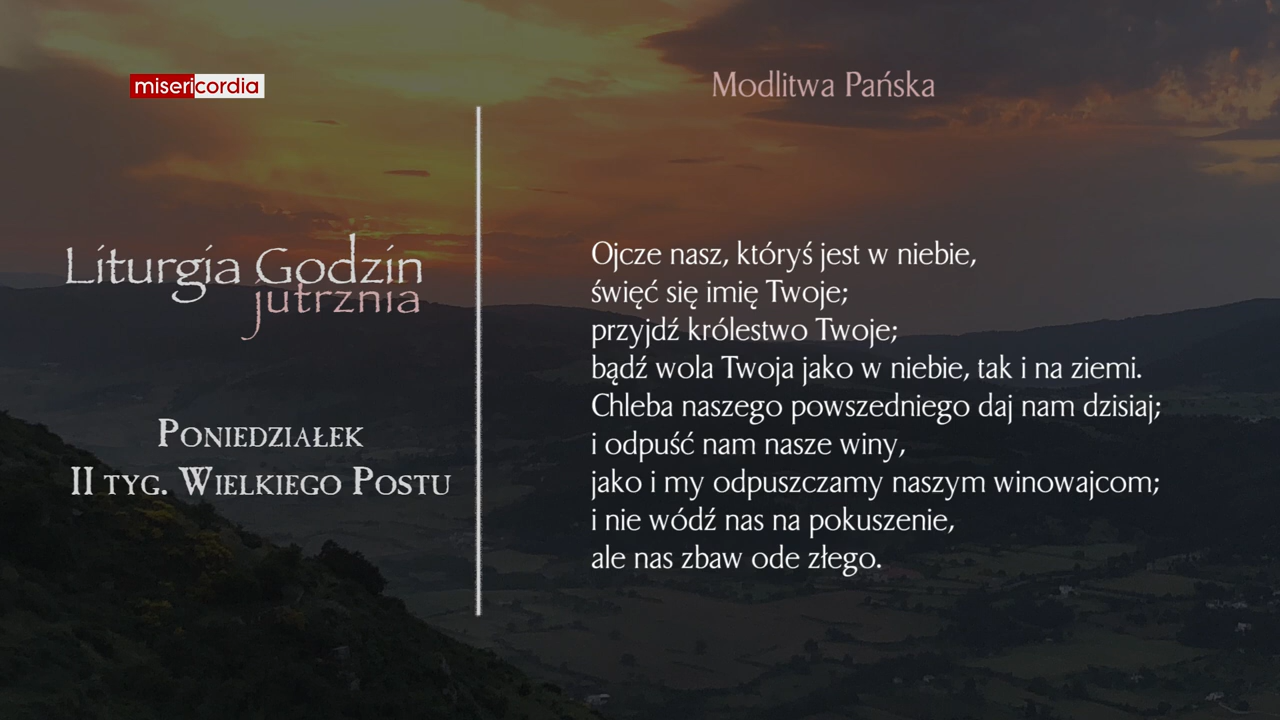 misericordia
Liturgia Godzin
jutrznia
Poniedziałek
II tyg. Wielkiego Postu
Modlitwa Pańska
Ojcze nasz, któryś jest w niebie,
święć się imię Twoje;
przyjdź królestwo Twoje;
bądź wola Twoja jako w niebie, tak i na ziemi.
Chleba naszego powszedniego daj nam dzisiaj;
i odpuść nam nasze winy,
jako i my odpuszczamy naszym winowajcom;
i nie wódź nas na pokuszenie,
ale nas zbaw ode złego.